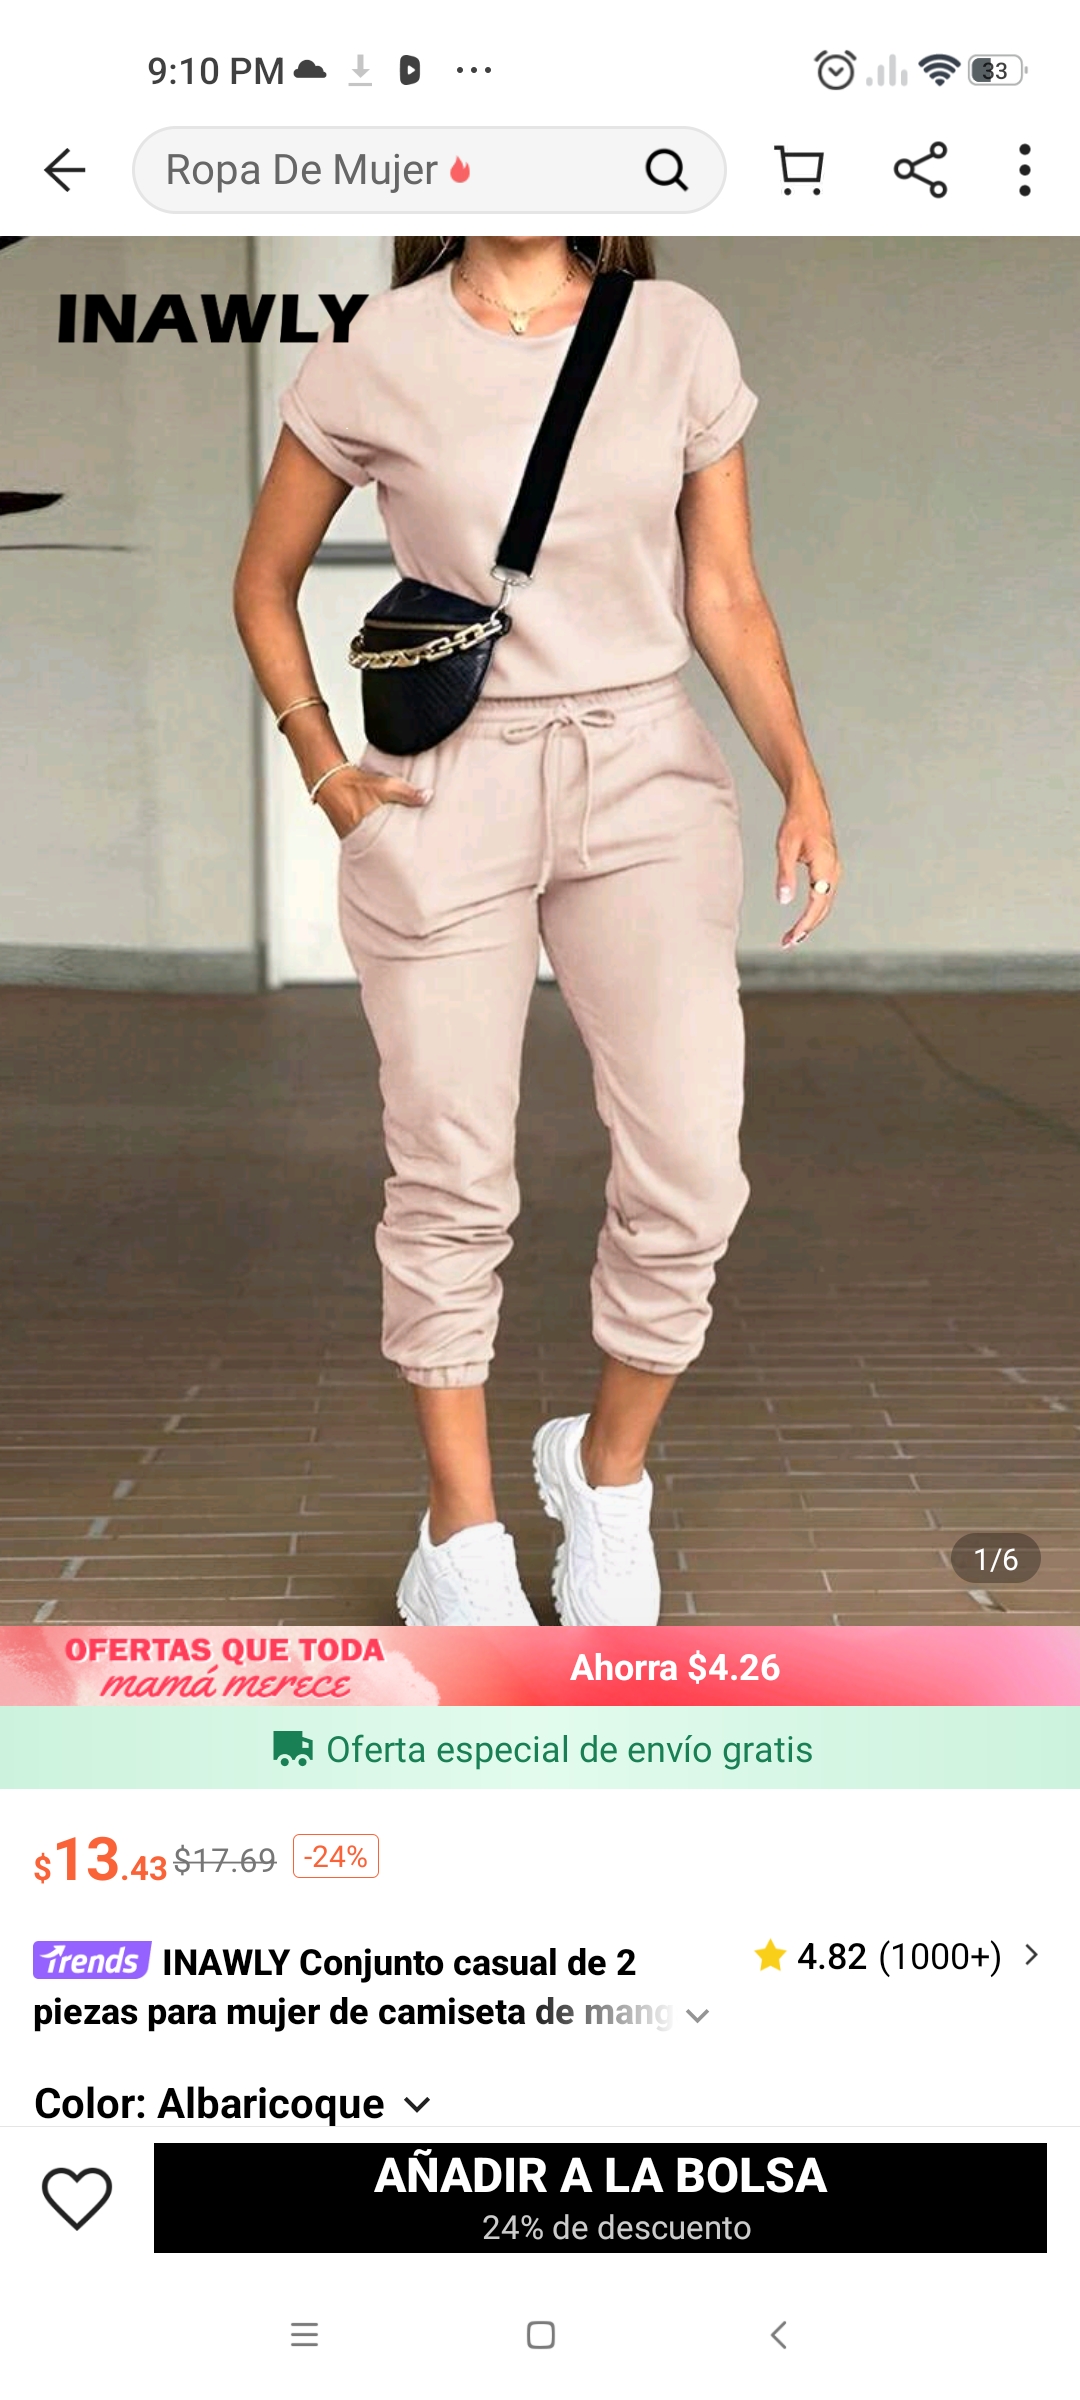 9:10 PM
33
Ropa De Mujer
INAWLY
1/6
OFERTAS QUE TODA
mamá merece
Ahorra $4.26
Oferta especial de envío gratis
$13.43 $17.69 -24%
Trends INAWLY Conjunto casual de 2
piezas para mujer de camiseta de mang
4.82 (1000+)
Color: Albaricoque
AÑADIR A LA BOLSA
24% de descuento